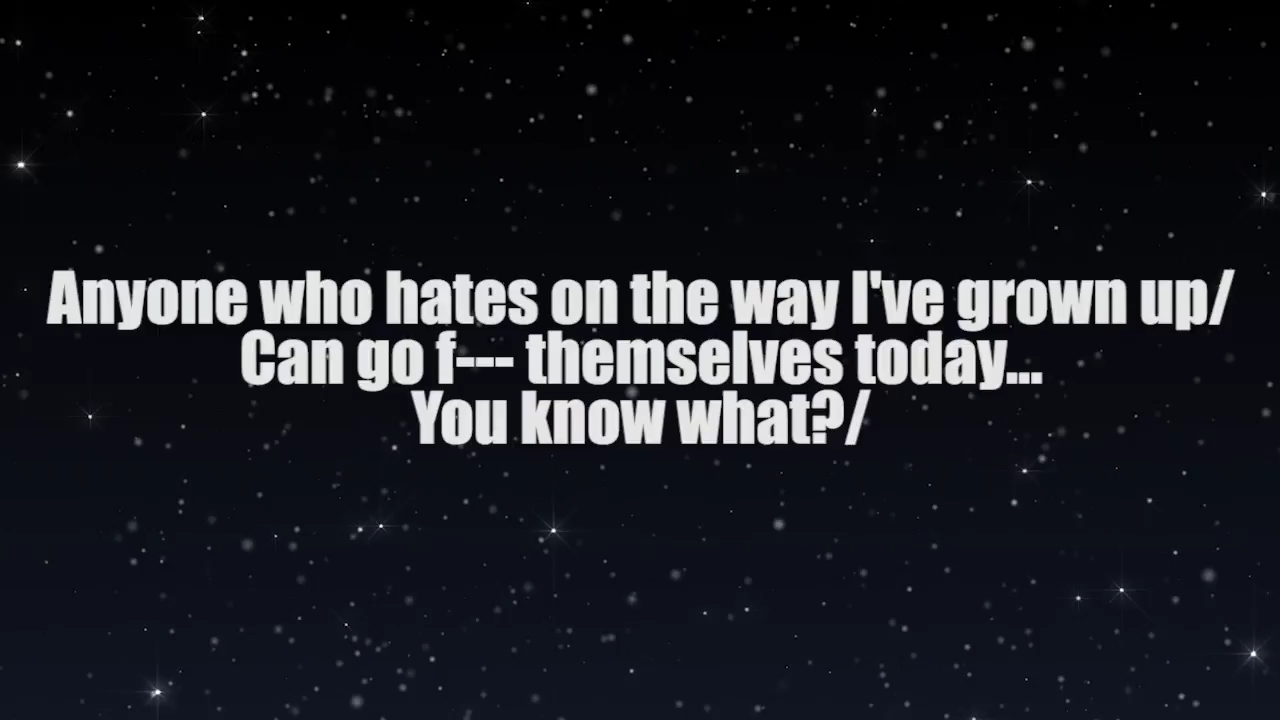 Anyone who hates on the way I've grown up/
Can go f--- themselves today...
You know what?/